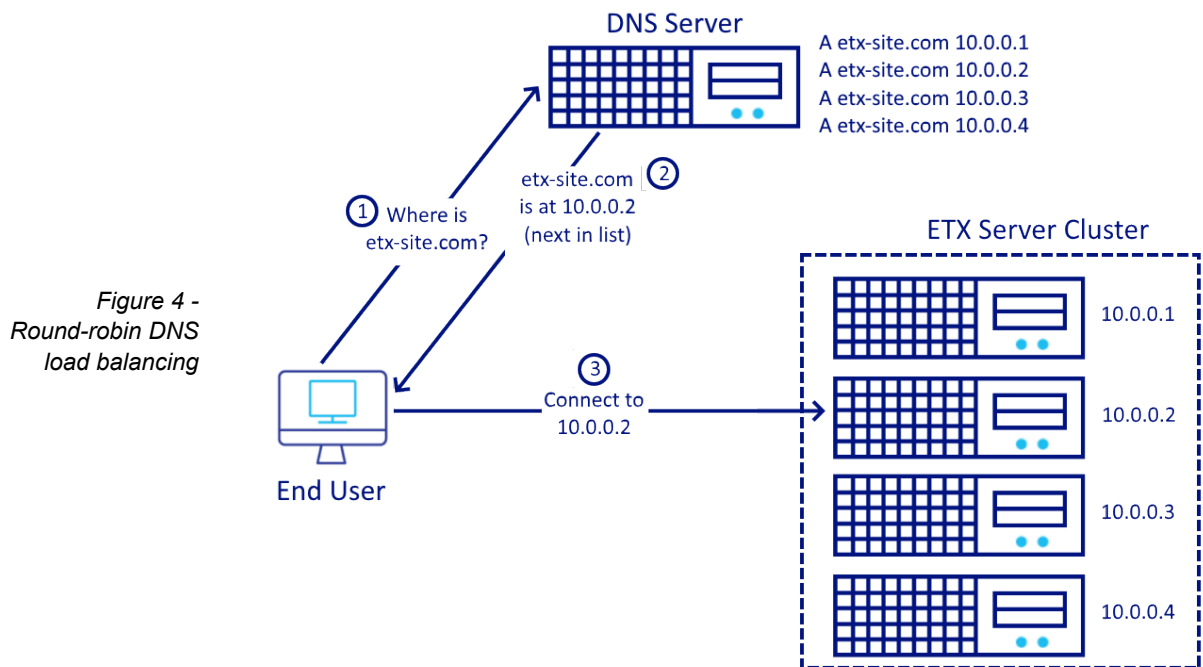 DNS Server
A etx-site.com 10.0.0.1
A etx-site.com 10.0.0.2
A etx-site.com 10.0.0.3
A etx-site.com 10.0.0.4
1 Where is
etx-site.com?
etx-site.com 2
is at 10.0.0.2
(next in list)
Figure 4 -
Round-robin DNS
load balancing
End User
3
Connect to
10.0.0.2
ETX Server Cluster
10.0.0.1
10.0.0.2
10.0.0.3
10.0.0.4